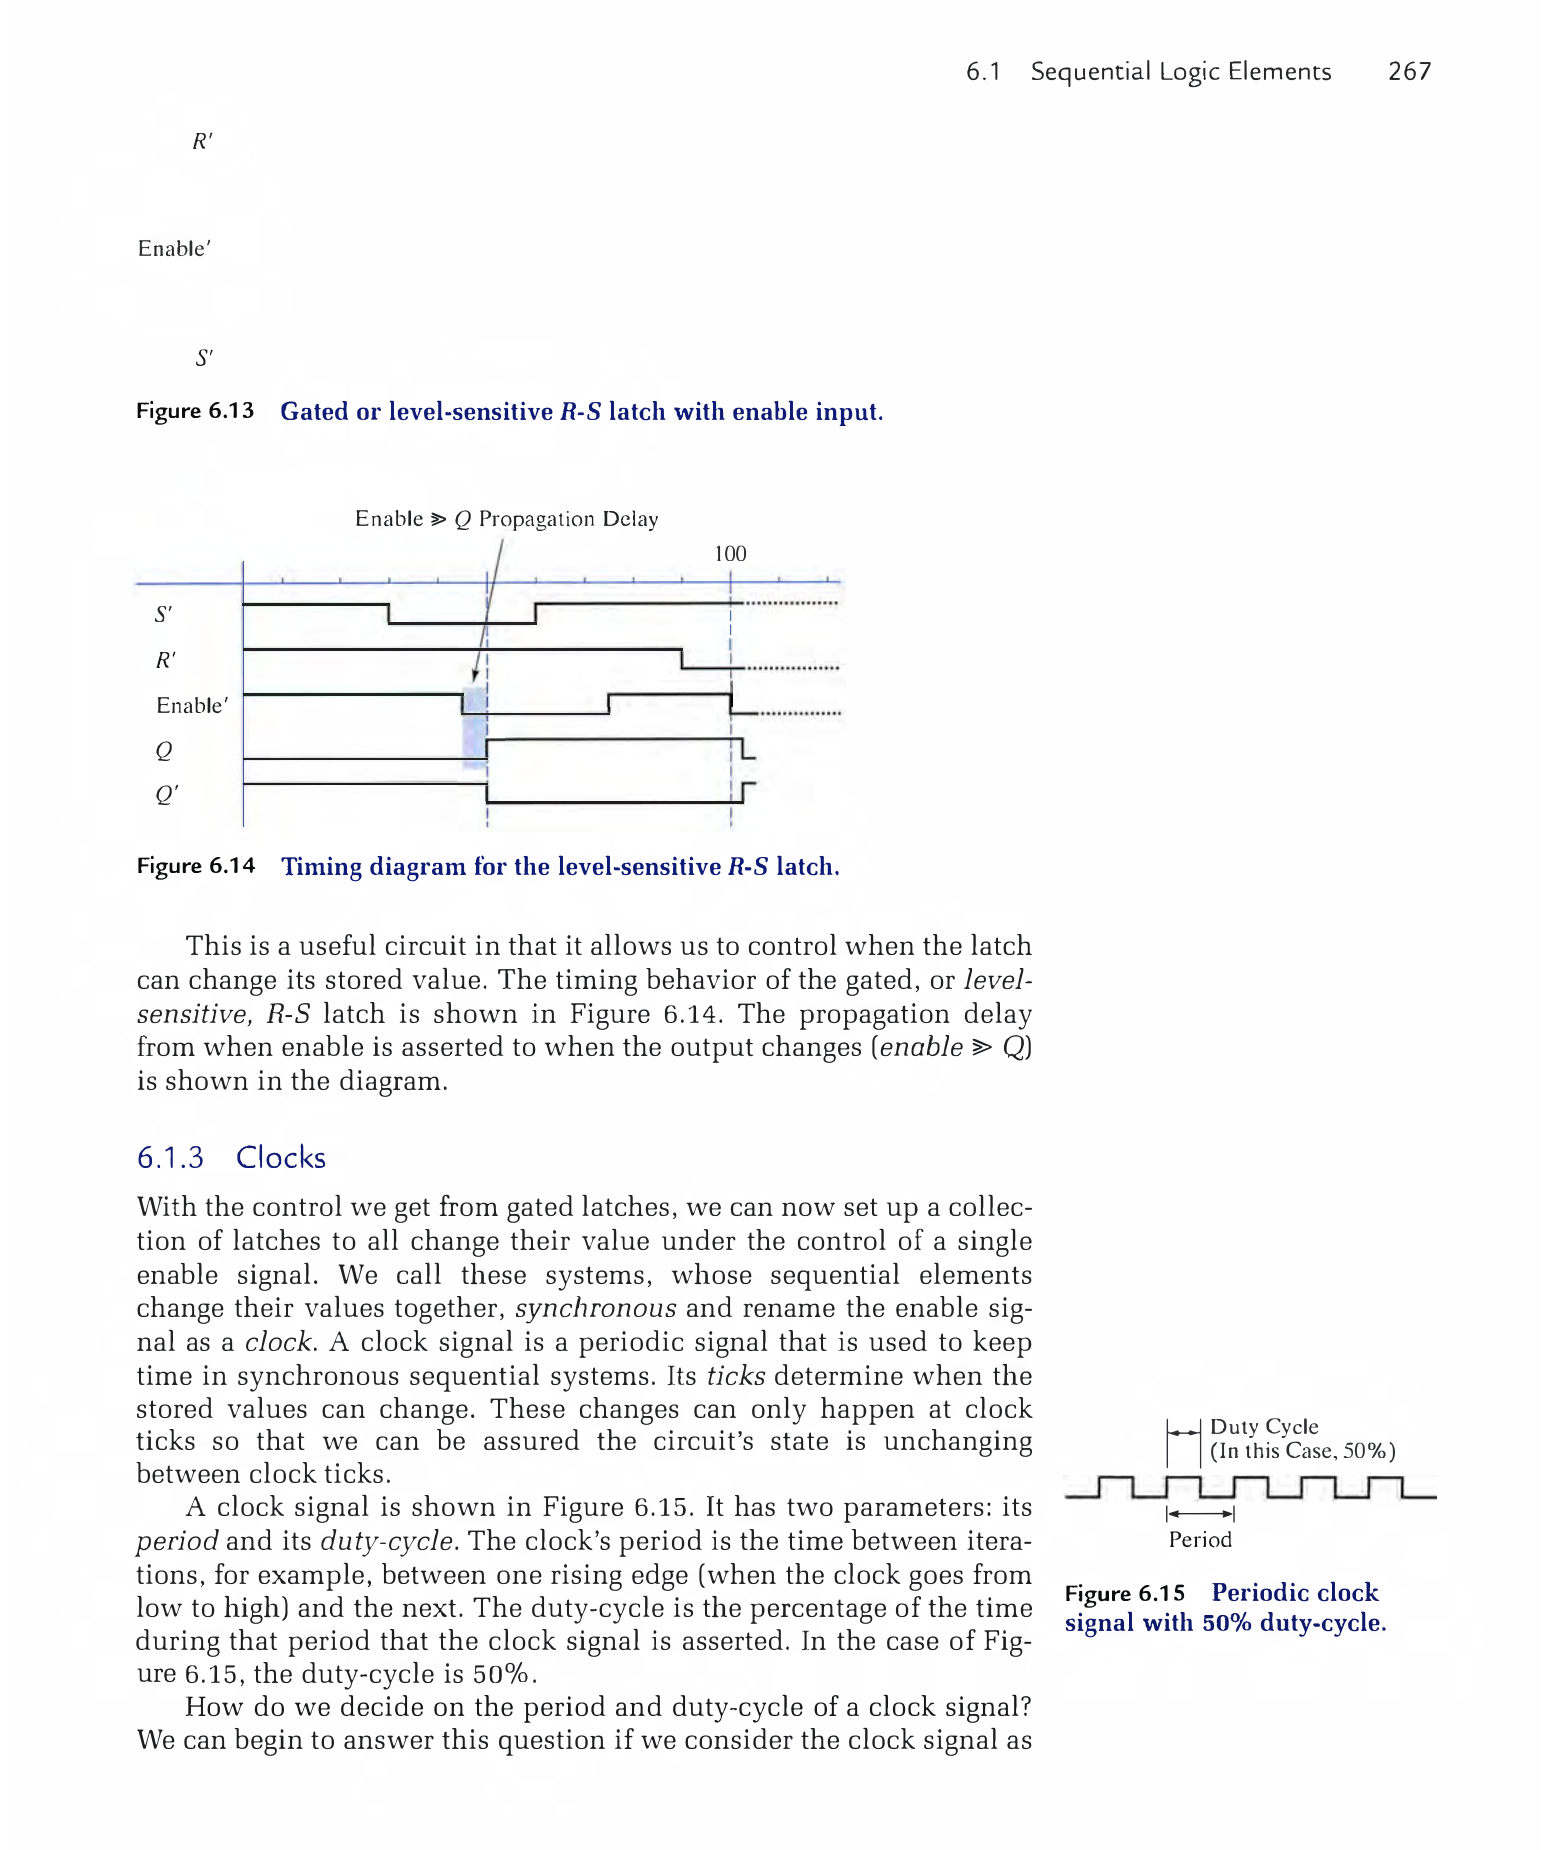 6.1 Sequential Logic Elements 267
R'
Enable'
S'
Figure 6.13 Gated or level-sensitive R-S latch with enable input.
Enable ⋟ Q Propagation Delay
100
S'
R'
Enable'
Q
Q'
Figure 6.14 Timing diagram for the level-sensitive R-S latch.
This is a useful circuit in that it allows us to control when the latch
can change its stored value. The timing behavior of the gated, or level-
sensitive, R-S latch is shown in Figure 6.14. The propagation delay
from when enable is asserted to when the output changes (enable ⋟ Q)
is shown in the diagram.
6.1.3 Clocks
With the control we get from gated latches, we can now set up a collec-
tion of latches to all change their value under the control of a single
enable signal. We call these systems, whose sequential elements
change their values together, synchronous and rename the enable sig-
nal as a clock. A clock signal is a periodic signal that is used to keep
time in synchronous sequential systems. Its ticks determine when the
stored values can change. These changes can only happen at clock
ticks so that we can be assured the circuit's state is unchanging
between clock ticks.
A clock signal is shown in Figure 6.15. It has two parameters: its
period and its duty-cycle. The clock's period is the time between itera-
tions, for example, between one rising edge (when the clock goes from
low to high) and the next. The duty-cycle is the percentage of the time
during that period that the clock signal is asserted. In the case of Fig-
ure 6.15, the duty-cycle is 50%.
How do we decide on the period and duty-cycle of a clock signal?
We can begin to answer this question if we consider the clock signal as
Duty Cycle
(In this Case, 50%)
Period
Figure 6.15 Periodic clock
signal with 50% duty-cycle.